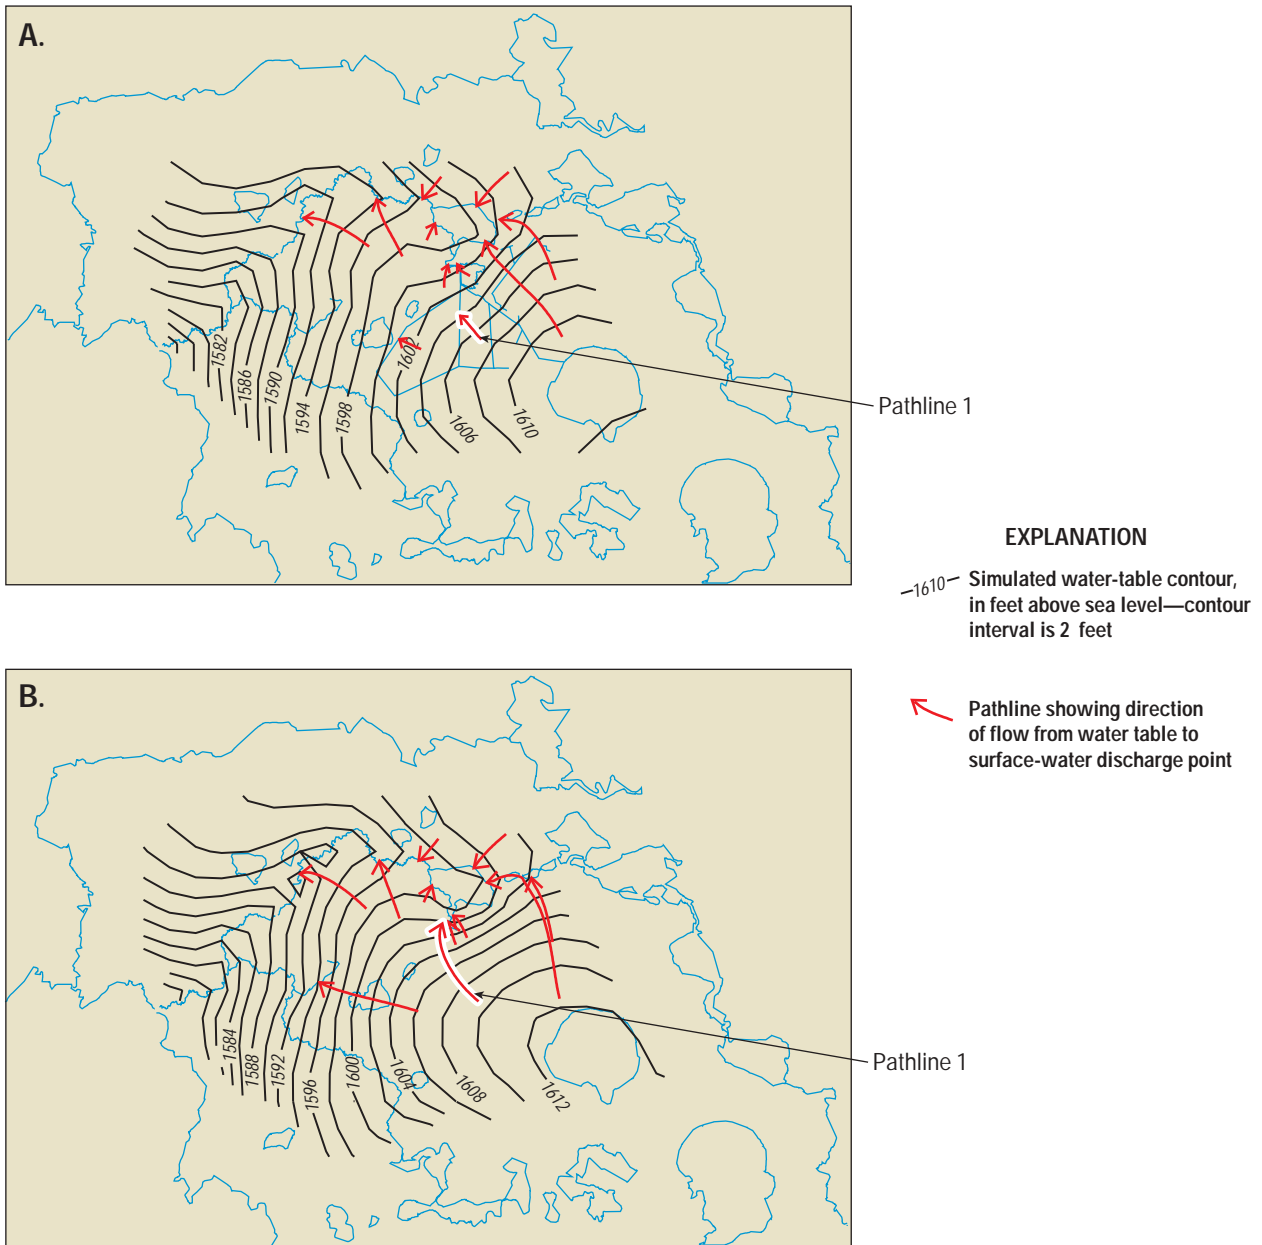 A.
1582
1586
1590
1594
1598
1602
1606
1610
Pathline 1
EXPLANATION
1610
Simulated water-table contour,
in feet above sea level—contour
interval is 2 feet
Pathline showing direction
of flow from water table to
surface-water discharge point
B.
1584
1588
1592
1596
1600
1604
1608
1612
Pathline 1